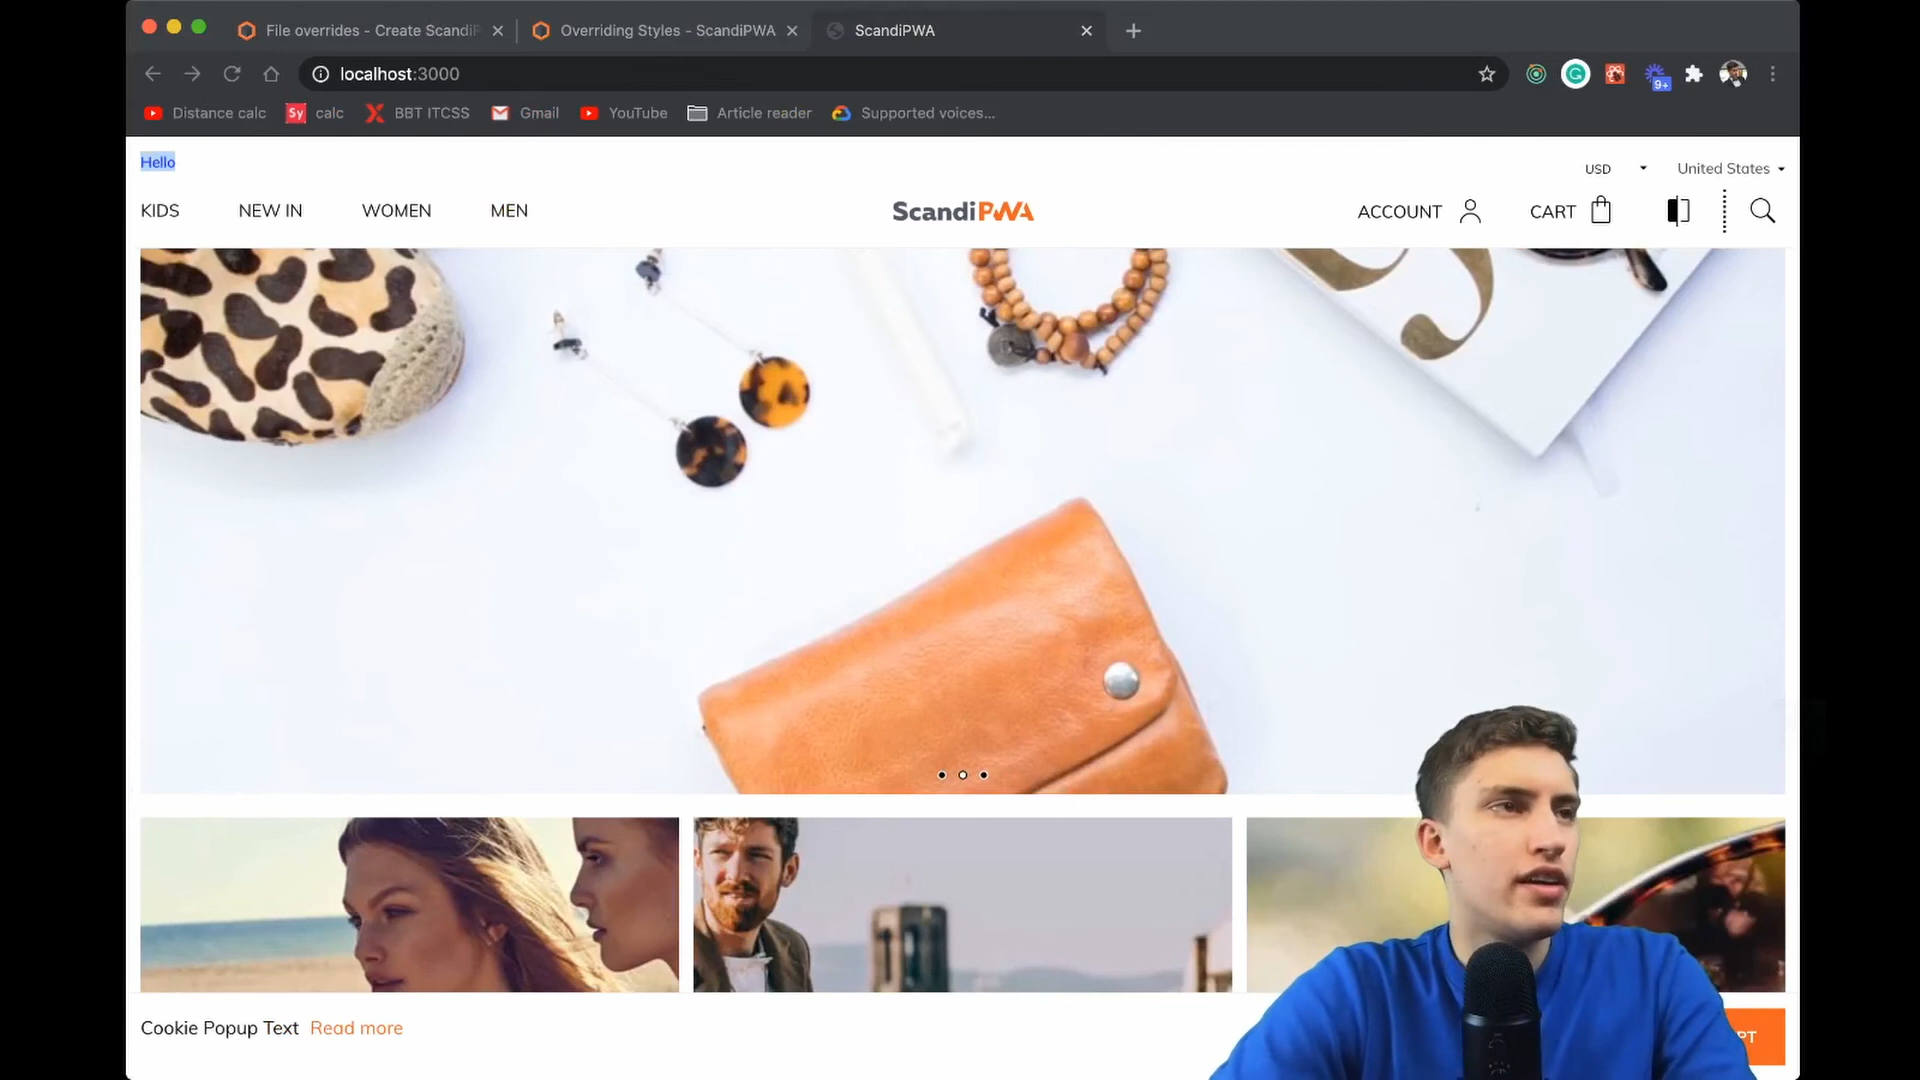 File overrides - Create Scandi
Overriding Styles - ScandiPWA
ScandiPWA
localhost:3000
9+
Distance calc
Sy calc
BBT ITCSS
Gmail
YouTube
Article reader
Supported voices...
Hello
USD
United States
KIDS
NEW IN
WOMEN
MEN
ScandiPWA
ACCOUNT
CART
Cookie Popup Text Read more
PT